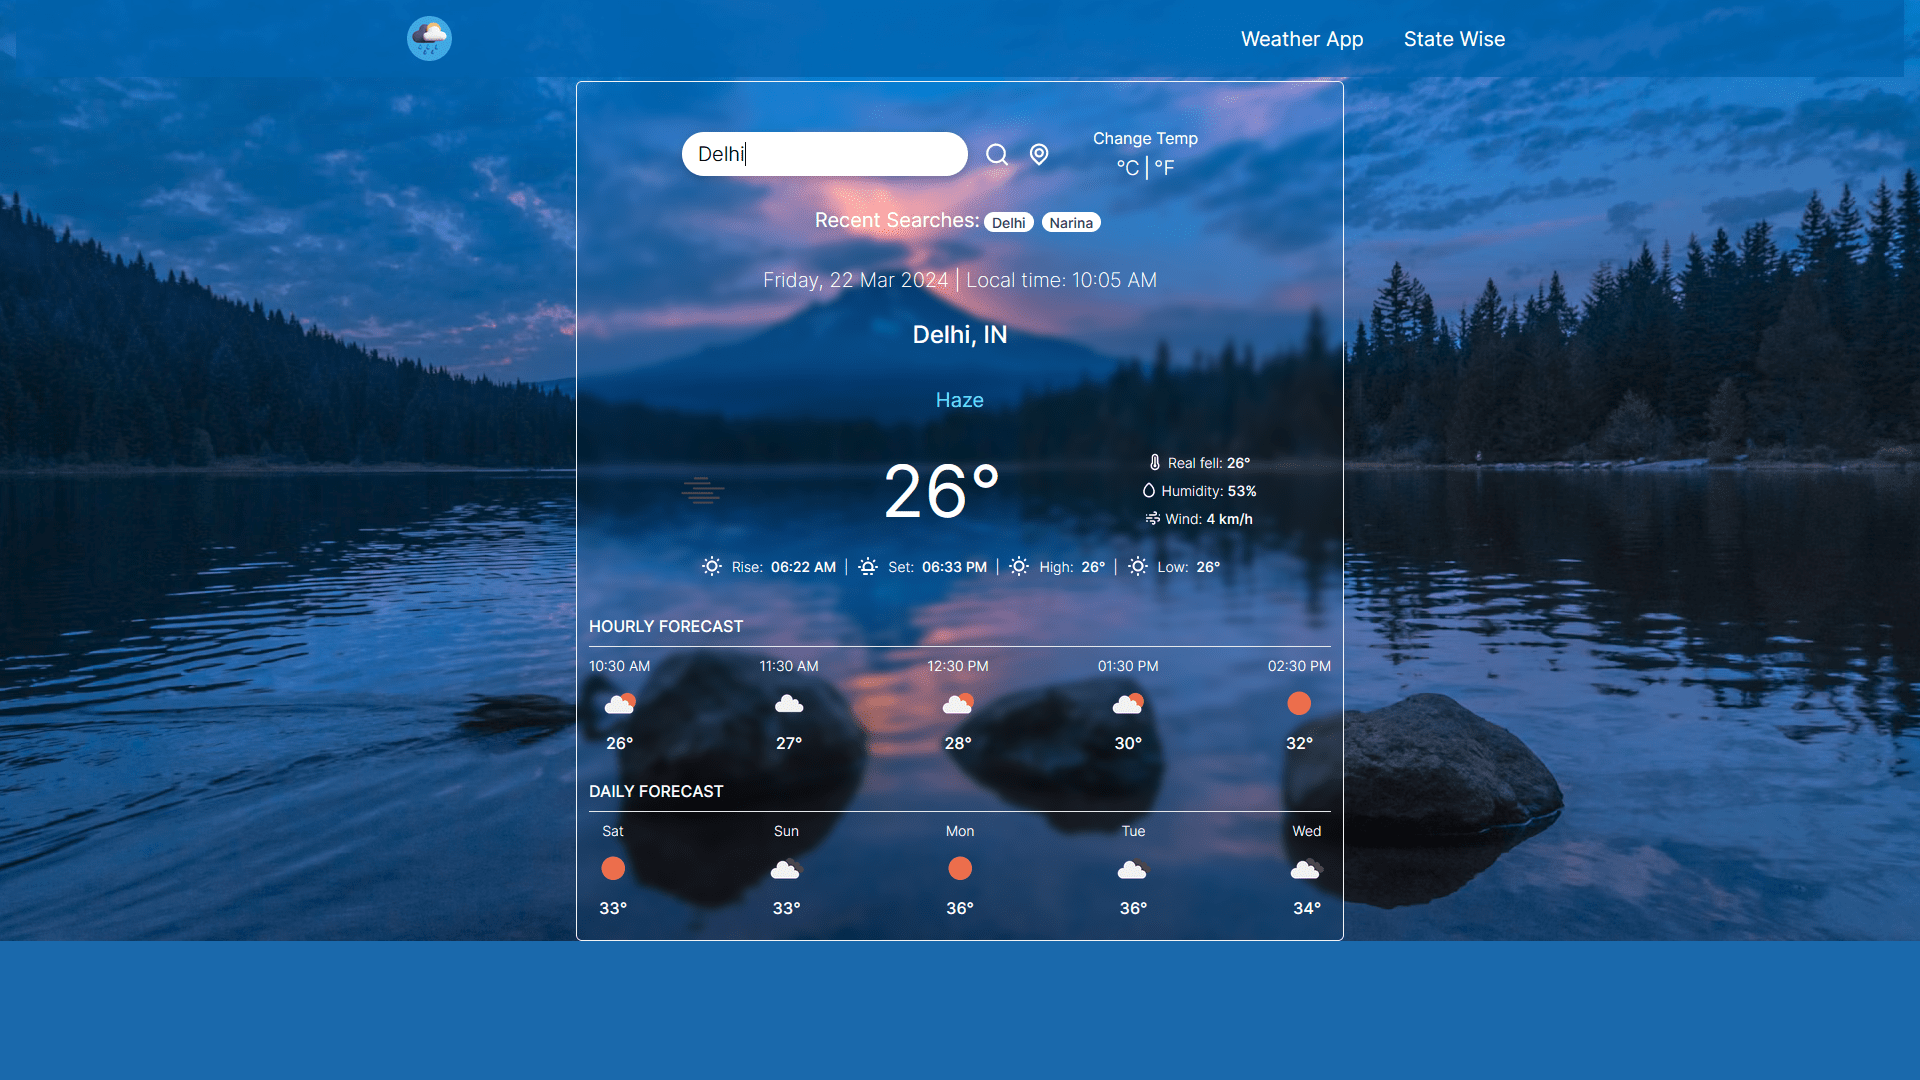 Weather App State Wise
Delhi
Change Temp
°C | °F
Recent Searches: Delhi Narina
Friday, 22 Mar 2024 | Local time: 10:05 AM
Delhi, IN
Haze
26°
Real fell: 26°
Humidity: 53%
Wind: 4 km/h
Rise: 06:22 AM | Set: 06:33 PM | High: 26° | Low: 26°
HOURLY FORECAST
10:30 AM 11:30 AM 12:30 PM 01:30 PM 02:30 PM
26° 27° 28° 30° 32°
DAILY FORECAST
Sat Sun Mon Tue Wed
33° 33° 36° 36° 34°